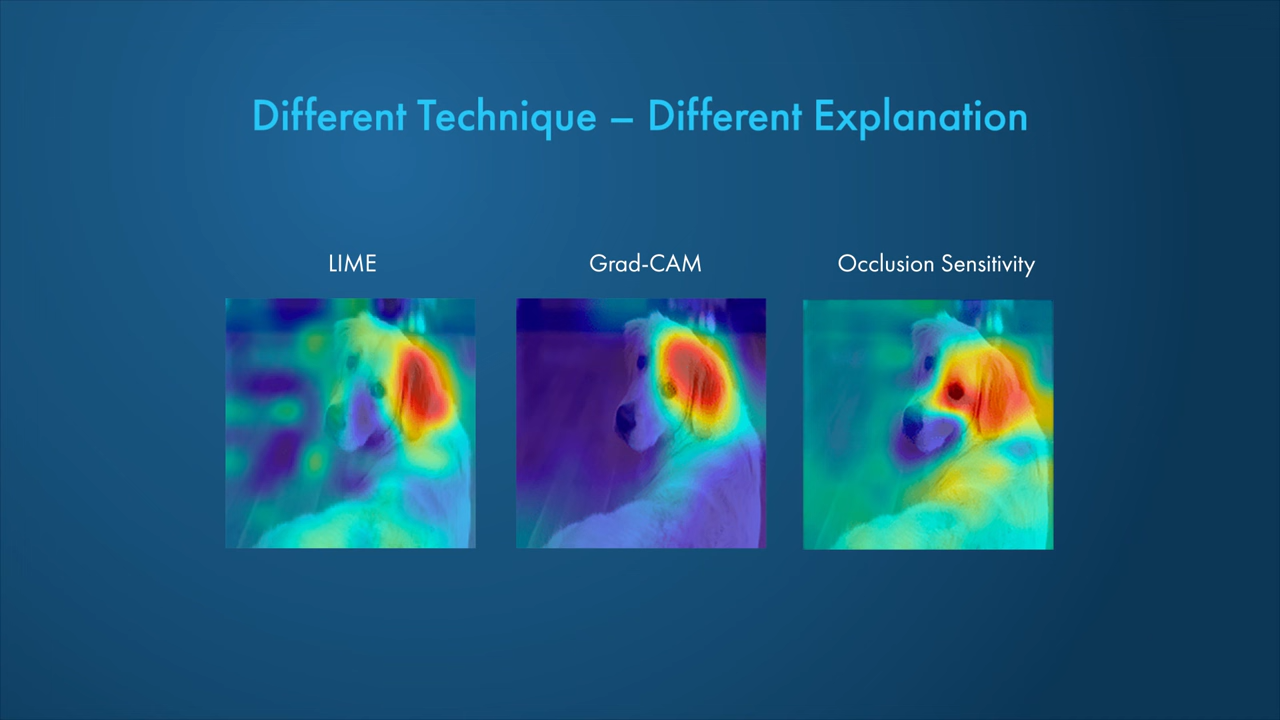 Different Technique – Different Explanation
LIME
Grad-CAM
Occlusion Sensitivity